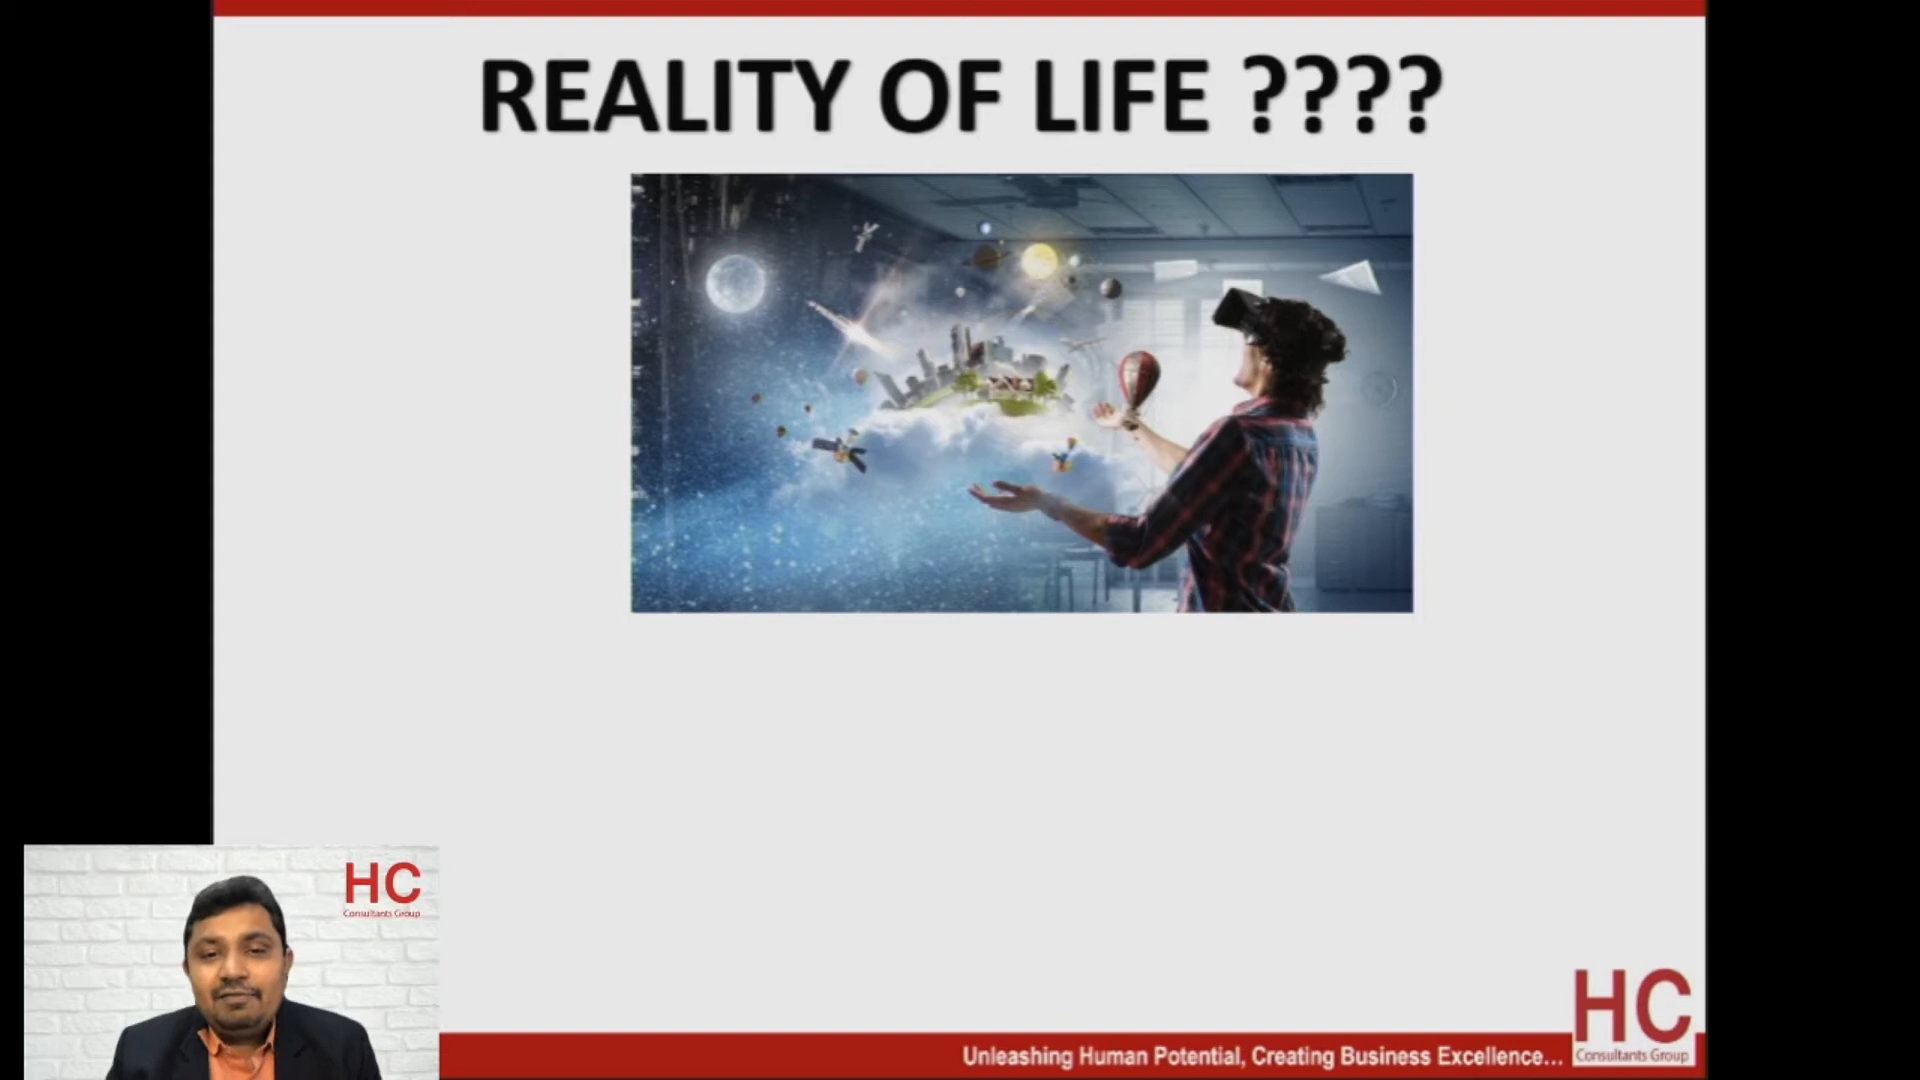 REALITY OF LIFE ????
HC
Consultants Group
Unleashing Human Potential, Creating Business Excellence...
HC
Consultants Group